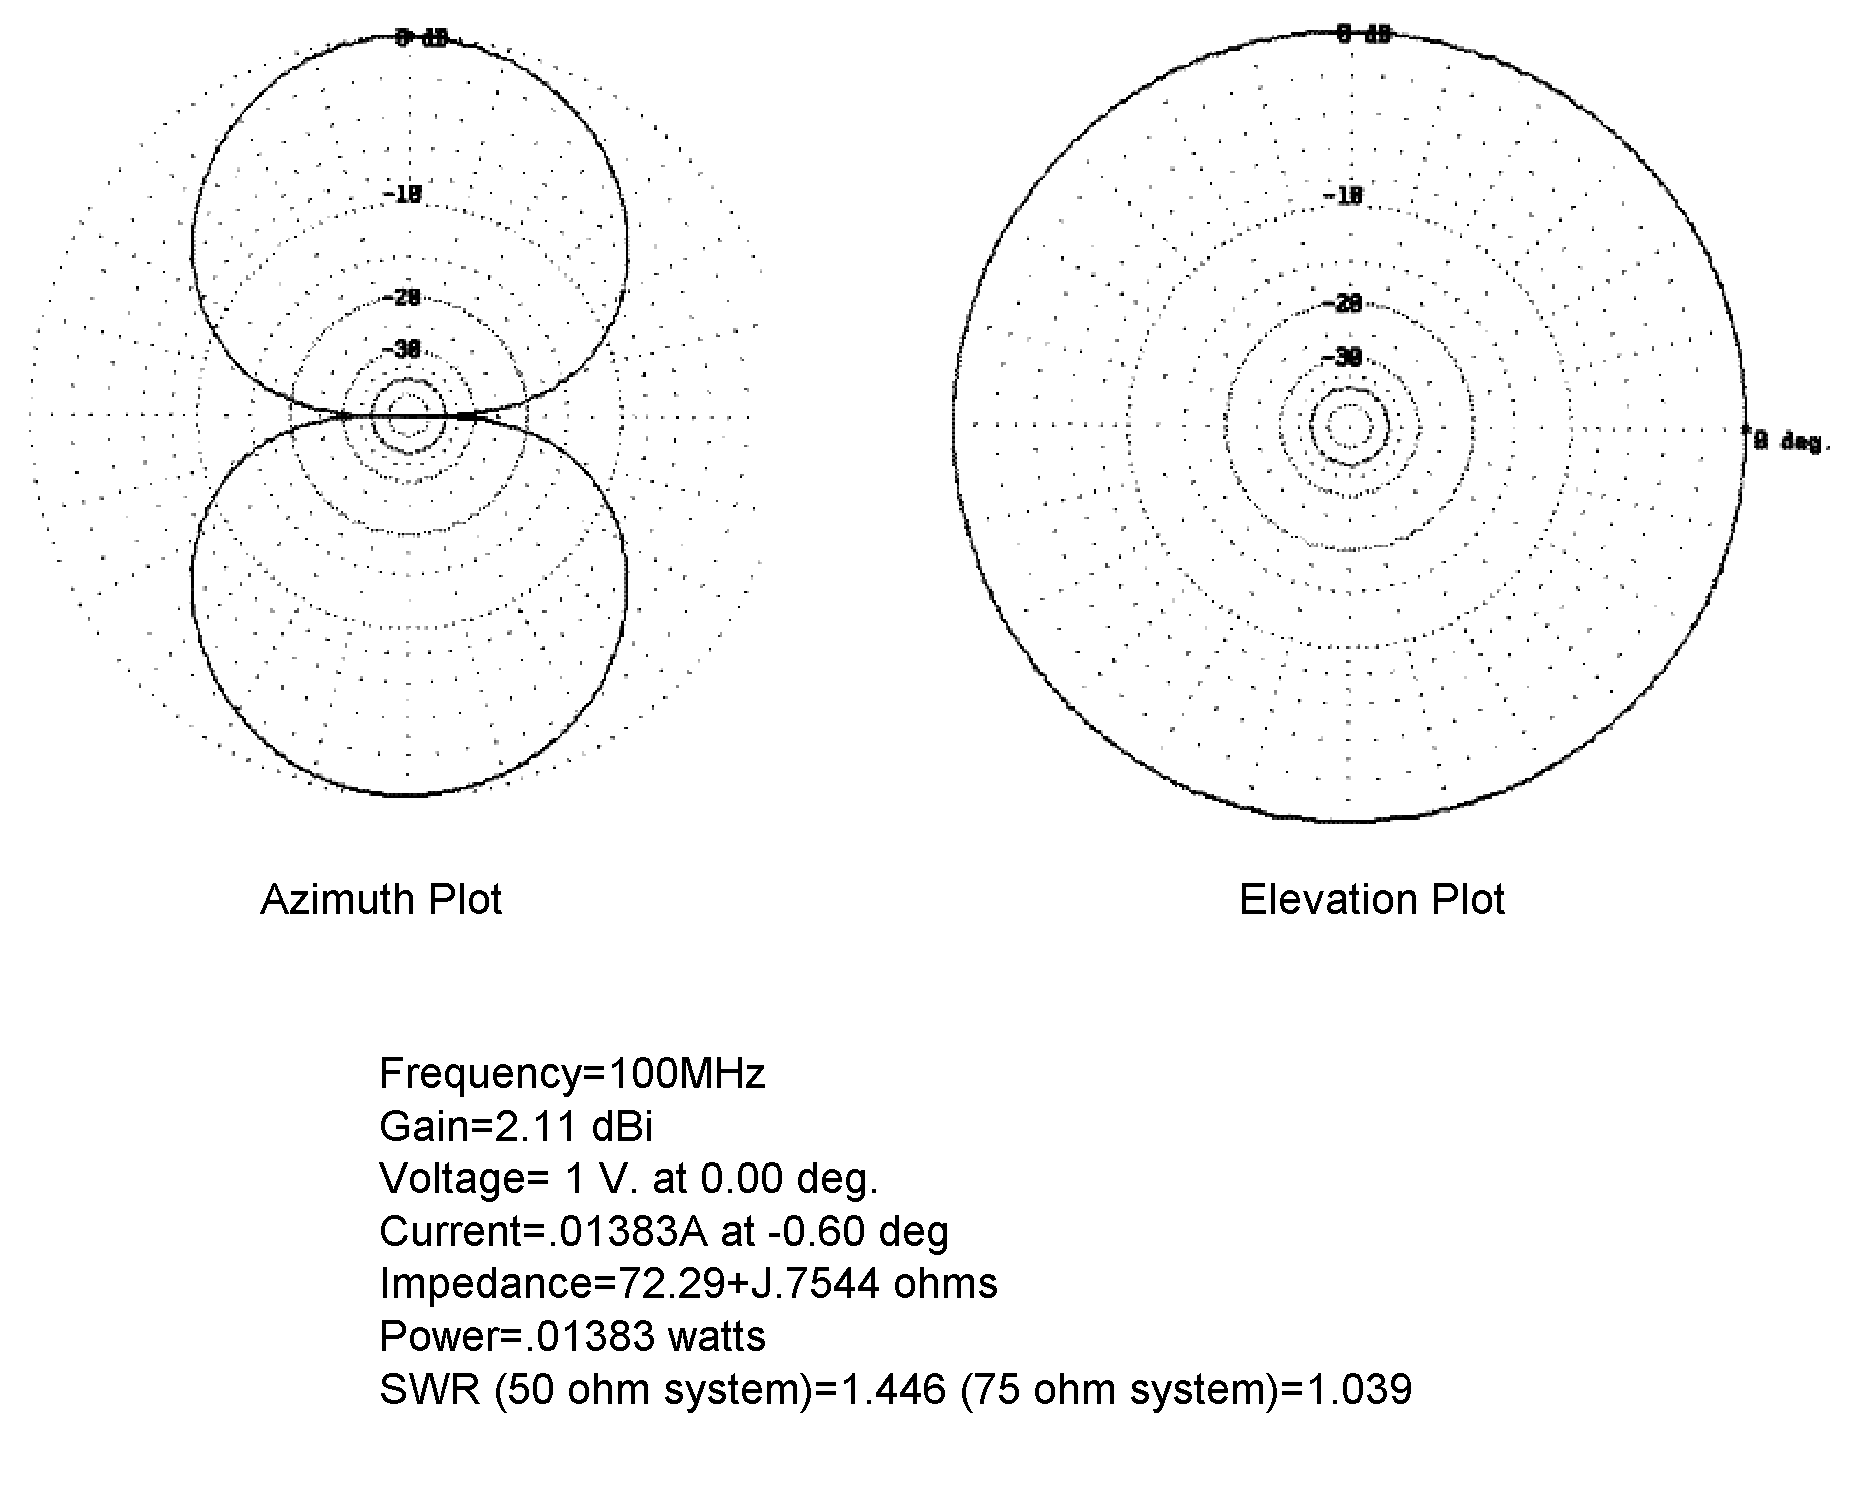 0 dB
-10
-20
-30
0 dB
-10
-20
-30
0 deg.
Azimuth Plot
Elevation Plot
Frequency=100MHz
Gain=2.11 dBi
Voltage= 1 V. at 0.00 deg.
Current=.01383A at -0.60 deg
Impedance=72.29+J.7544 ohms
Power=.01383 watts
SWR (50 ohm system)=1.446 (75 ohm system)=1.039